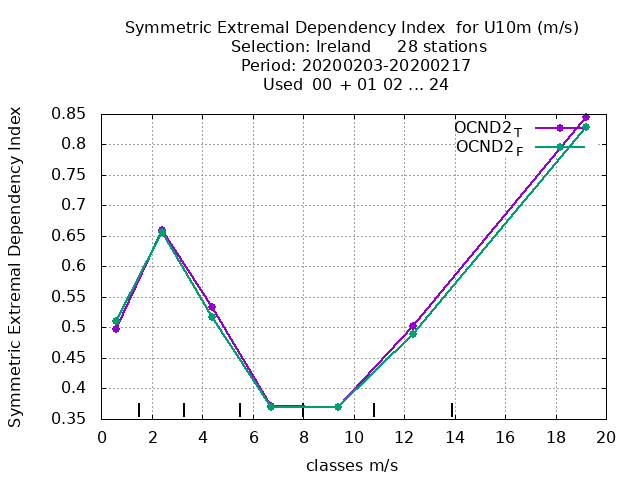 Symmetric Extremal Dependency Index for U10m (m/s)
Selection: Ireland 28 stations
Period: 20200203-20200217
Used 00 + 01 02 ... 24
Symmetric Extremal Dependency Index
0.85
0.8
0.75
0.7
0.65
0.6
0.55
0.5
0.45
0.4
0.35
OCND2T
OCND2F
0 2 4 6 8 10 12 14 16 18 20
classes m/s